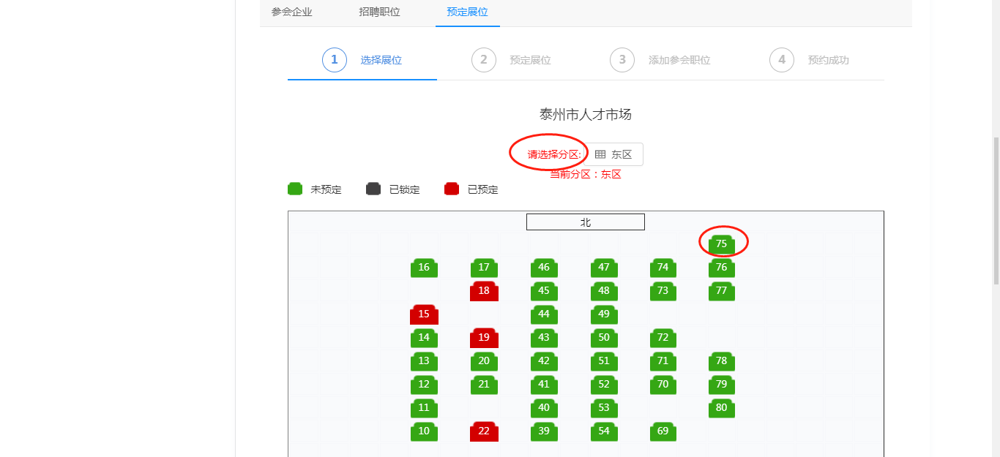 参会企业 招聘职位 预定展位
1 选择展位 2 预定展位 3 添加参会职位 4 预约成功
泰州市人才市场
请选择分区: 东区
当前分区：东区
未预定 已锁定 已预定
北
75
16 17 46 47 74 76
18 45 48 73 77
15 44 49
14 19 43 50 72
13 20 42 51 71 78
12 21 41 52 70 79
11 40 53 80
10 22 39 54 69